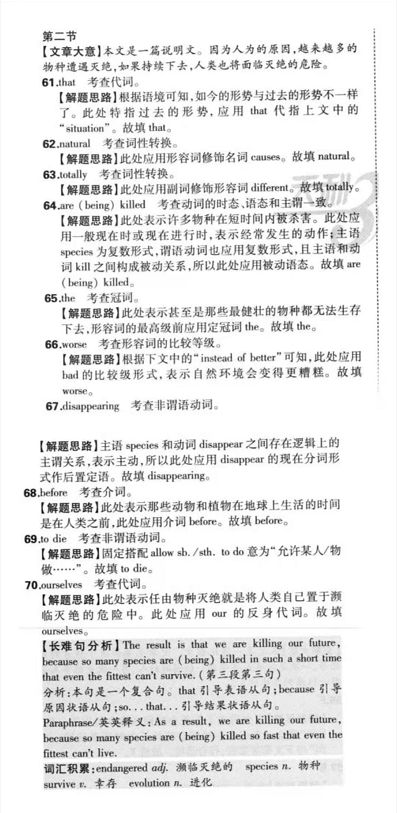 第二节
【文章大意】本文是一篇说明文。因为人为的原因,越来越多的
物种遭遇灭绝,如果持续下去,人类也将面临灭绝的危险。
61.that 考查代词。
【解题思路】根据语境可知,如今的形势与过去的形势不一样
了。此处特指过去的形势,应用 that 代指上文中的
“situation”。故填 that。
62.natural 考查词性转换。
【解题思路】此处应用形容词修饰名词 causes。故填 natural。
63.totally 考查词性转换。
【解题思路】此处应用副词修饰形容词 different。故填 totally。
64.are (being) killed 考查动词的时态、语态和主谓一致。
【解题思路】此处表示许多物种在短时间内被杀害。此处应
用一般现在时或现在进行时,表示经常发生的动作;主语
species 为复数形式,谓语动词也应用复数形式,且主语和动
词 kill 之间构成被动关系,所以此处应用被动语态。故填 are
(being) killed。
65.the 考查冠词。
【解题思路】此处表示甚至是那些最健壮的物种都无法生存
下去,形容词的最高级前应用定冠词 the。故填 the。
66.worse 考查形容词的比较等级。
【解题思路】根据下文中的“instead of better”可知,此处应用
bad 的比较级形式,表示自然环境会变得更糟糕。故填
worse。
67.disappearing 考查非谓语动词。
【解题思路】主语 species 和动词 disappear 之间存在逻辑上的
主谓关系,表示主动,所以此处应用 disappear 的现在分词形
式作后置定语。故填 disappearing。
68.before 考查介词。
【解题思路】此处表示那些动物和植物在地球上生活的时间
是在人类之前,此处应用介词 before。故填 before。
69.to die 考查非谓语动词。
【解题思路】固定搭配 allow sb. /sth. to do 意为“允许某人/物
做……”。故填 to die。
70.ourselves 考查代词。
【解题思路】此处表示任由物种灭绝就是将人类自己置于濒
临灭绝的危险中。此处应用 our 的反身代词。故填
ourselves。
【长难句分析】The result is that we are killing our future,
because so many species are (being) killed in such a short time
that even the fittest can't survive. (第三段第三句)
分析:本句是一个复合句。that 引导表语从句;because 引导
原因状语从句;so... that... 引导结果状语从句。
Paraphrase/英英释义: As a result, we are killing our future,
because so many species are (being) killed so fast that even the
fittest can't live.
词汇积累:endangered adj. 濒临灭绝的 species n. 物种
survive v. 幸存 evolution n. 进化